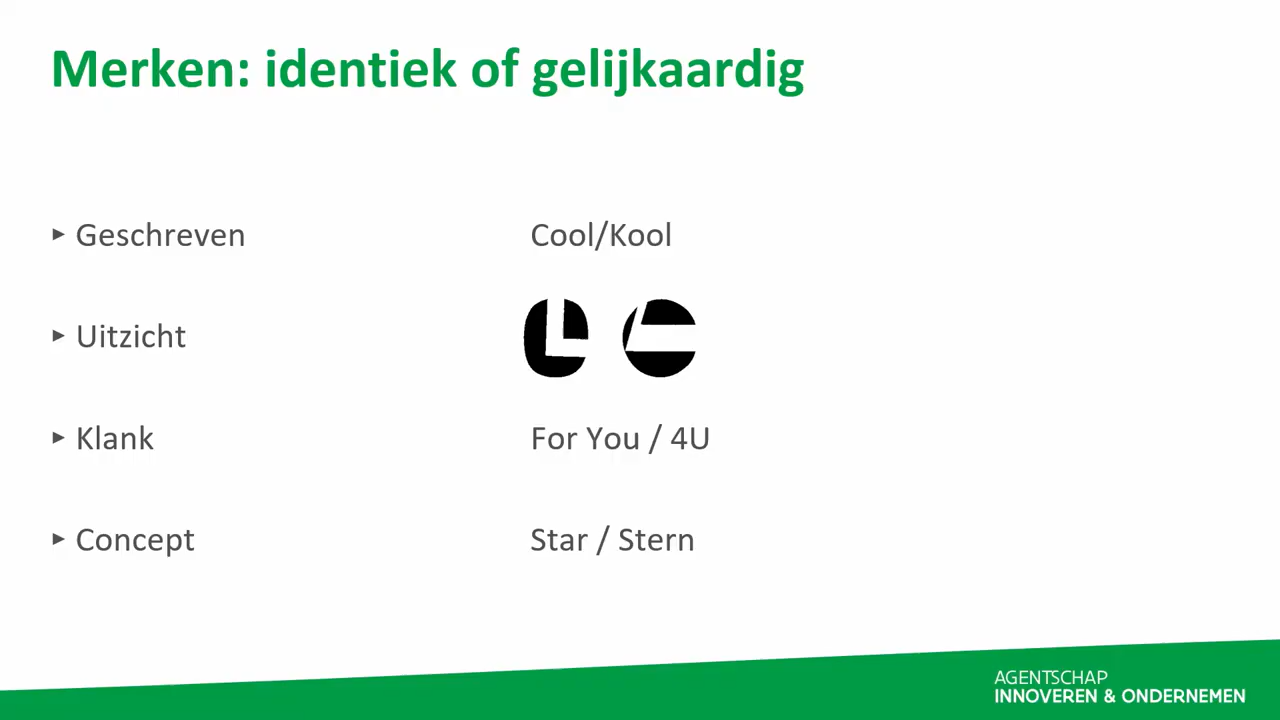 Merken: identiek of gelijkaardig
▸ Geschreven Cool/Kool
▸ Uitzicht
▸ Klank For You / 4U
▸ Concept Star / Stern
AGENTSCHAP
INNOVEREN & ONDERNEMEN